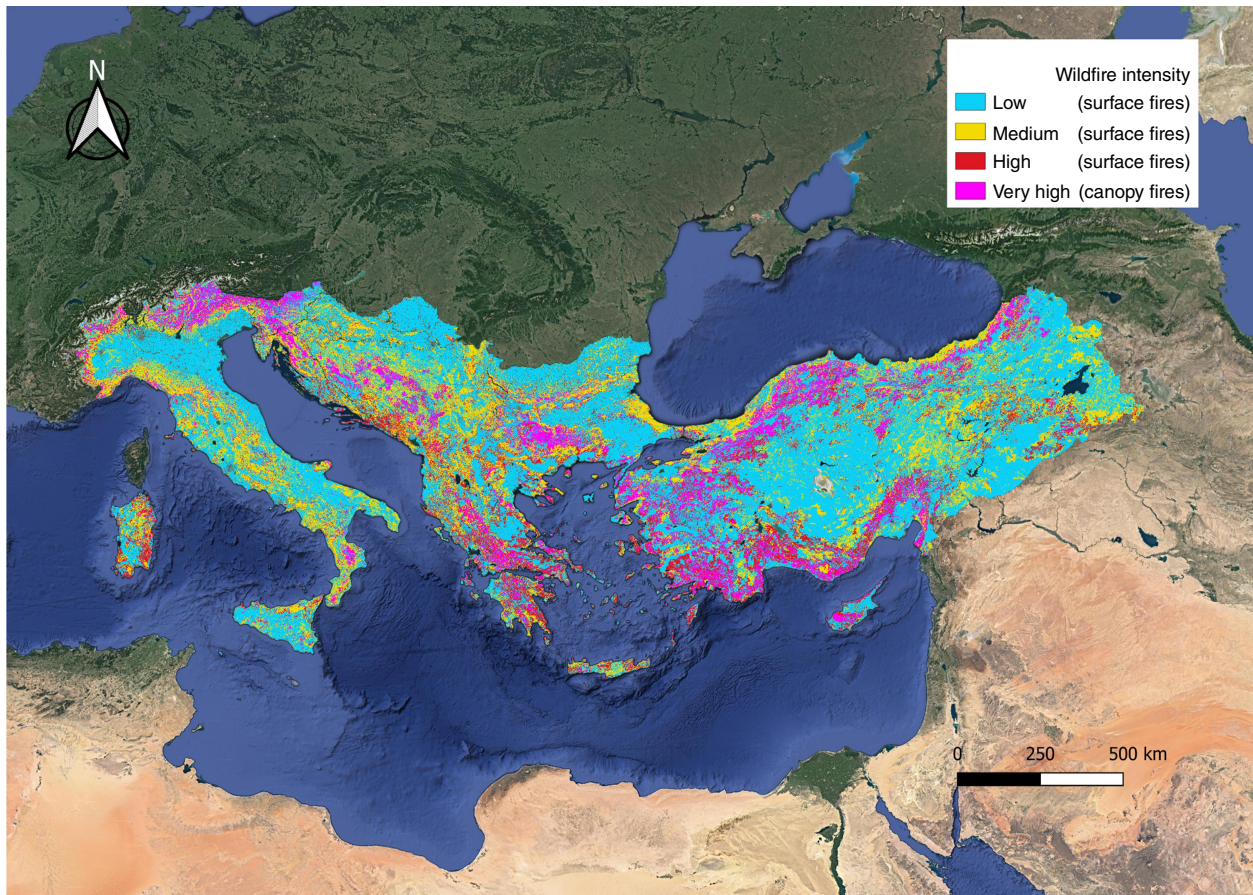 N
Wildfire intensity
Low (surface fires)
Medium (surface fires)
High (surface fires)
Very high (canopy fires)
0 250 500 km